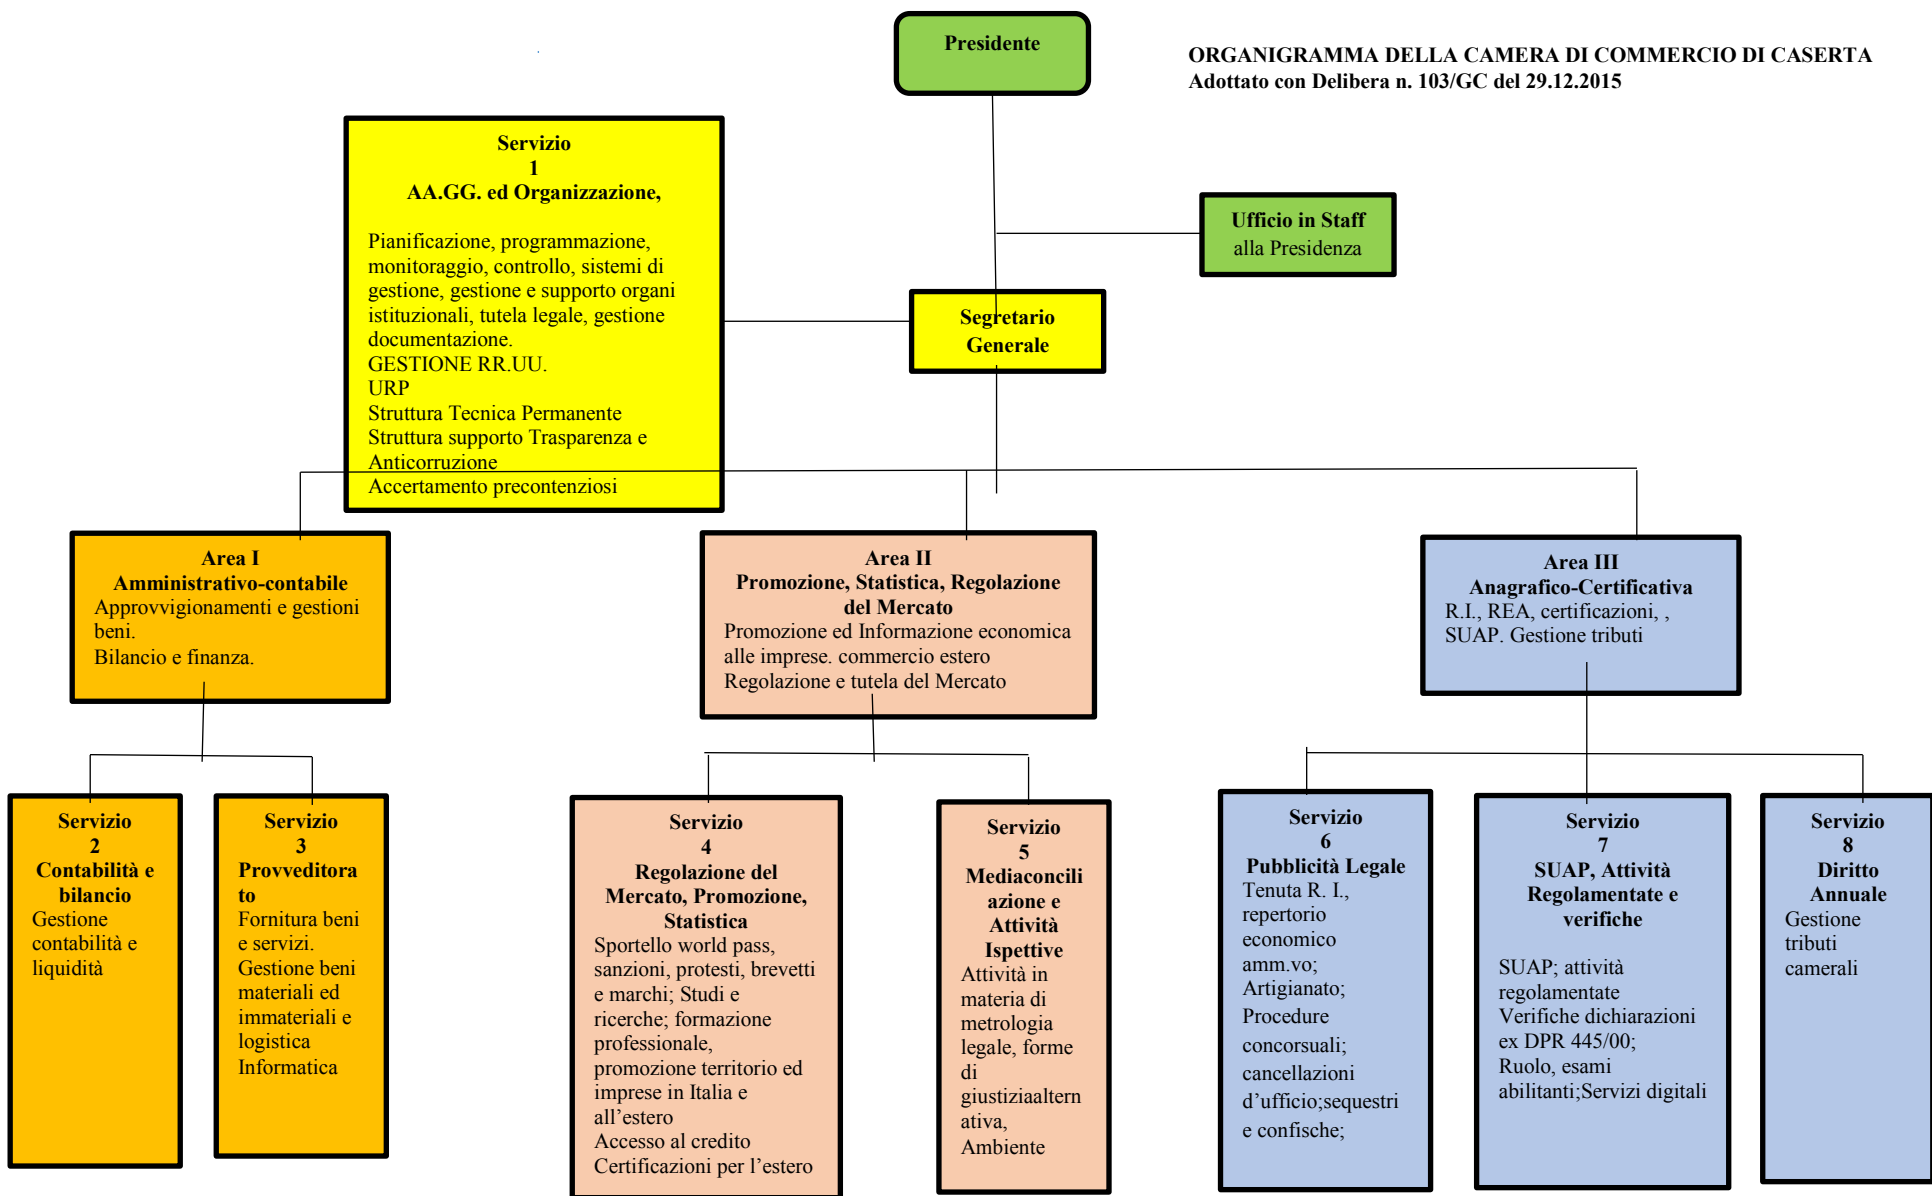 Presidente
ORGANIGRAMMA DELLA CAMERA DI COMMERCIO DI CASERTA
Adottato con Delibera n. 103/GC del 29.12.2015
Servizio
1
AA.GG. ed Organizzazione,
Pianificazione, programmazione,
monitoraggio, controllo, sistemi di
gestione, gestione e supporto organi
istituzionali, tutela legale, gestione
documentazione.
GESTIONE RR.UU.
URP
Struttura Tecnica Permanente
Struttura supporto Trasparenza e
Anticorruzione
Accertamento precontenziosi
Ufficio in Staff
alla Presidenza
Segretario
Generale
Area I
Amministrativo-contabile
Approvvigionamenti e gestioni
beni.
Bilancio e finanza.
Area II
Promozione, Statistica, Regolazione
del Mercato
Promozione ed Informazione economica
alle imprese. commercio estero
Regolazione e tutela del Mercato
Area III
Anagrafico-Certificativa
R.I., REA, certificazioni, ,
SUAP. Gestione tributi
Servizio
2
Contabilità e
bilancio
Gestione
contabilità e
liquidità
Servizio
3
Provveditora
to
Fornitura beni
e servizi.
Gestione beni
materiali ed
immateriali e
logistica
Informatica
Servizio
4
Regolazione del
Mercato, Promozione,
Statistica
Sportello world pass,
sanzioni, protesti, brevetti
e marchi; Studi e
ricerche; formazione
professionale,
promozione territorio ed
imprese in Italia e
all’estero
Accesso al credito
Certificazioni per l’estero
Servizio
5
Mediaconcili
azione e
Attività
Ispettive
Attività in
materia di
metrologia
legale, forme
di
giustiziaaltern
ativa,
Ambiente
Servizio
6
Pubblicità Legale
Tenuta R. I.,
repertorio
economico
amm.vo;
Artigianato;
Procedure
concorsuali;
cancellazioni
d’ufficio;sequestri
e confische;
Servizio
7
SUAP, Attività
Regolamentate e
verifiche
SUAP; attività
regolamentate
Verifiche dichiarazioni
ex DPR 445/00;
Ruolo, esami
abilitanti;Servizi digitali
Servizio
8
Diritto
Annuale
Gestione
tributi
camerali